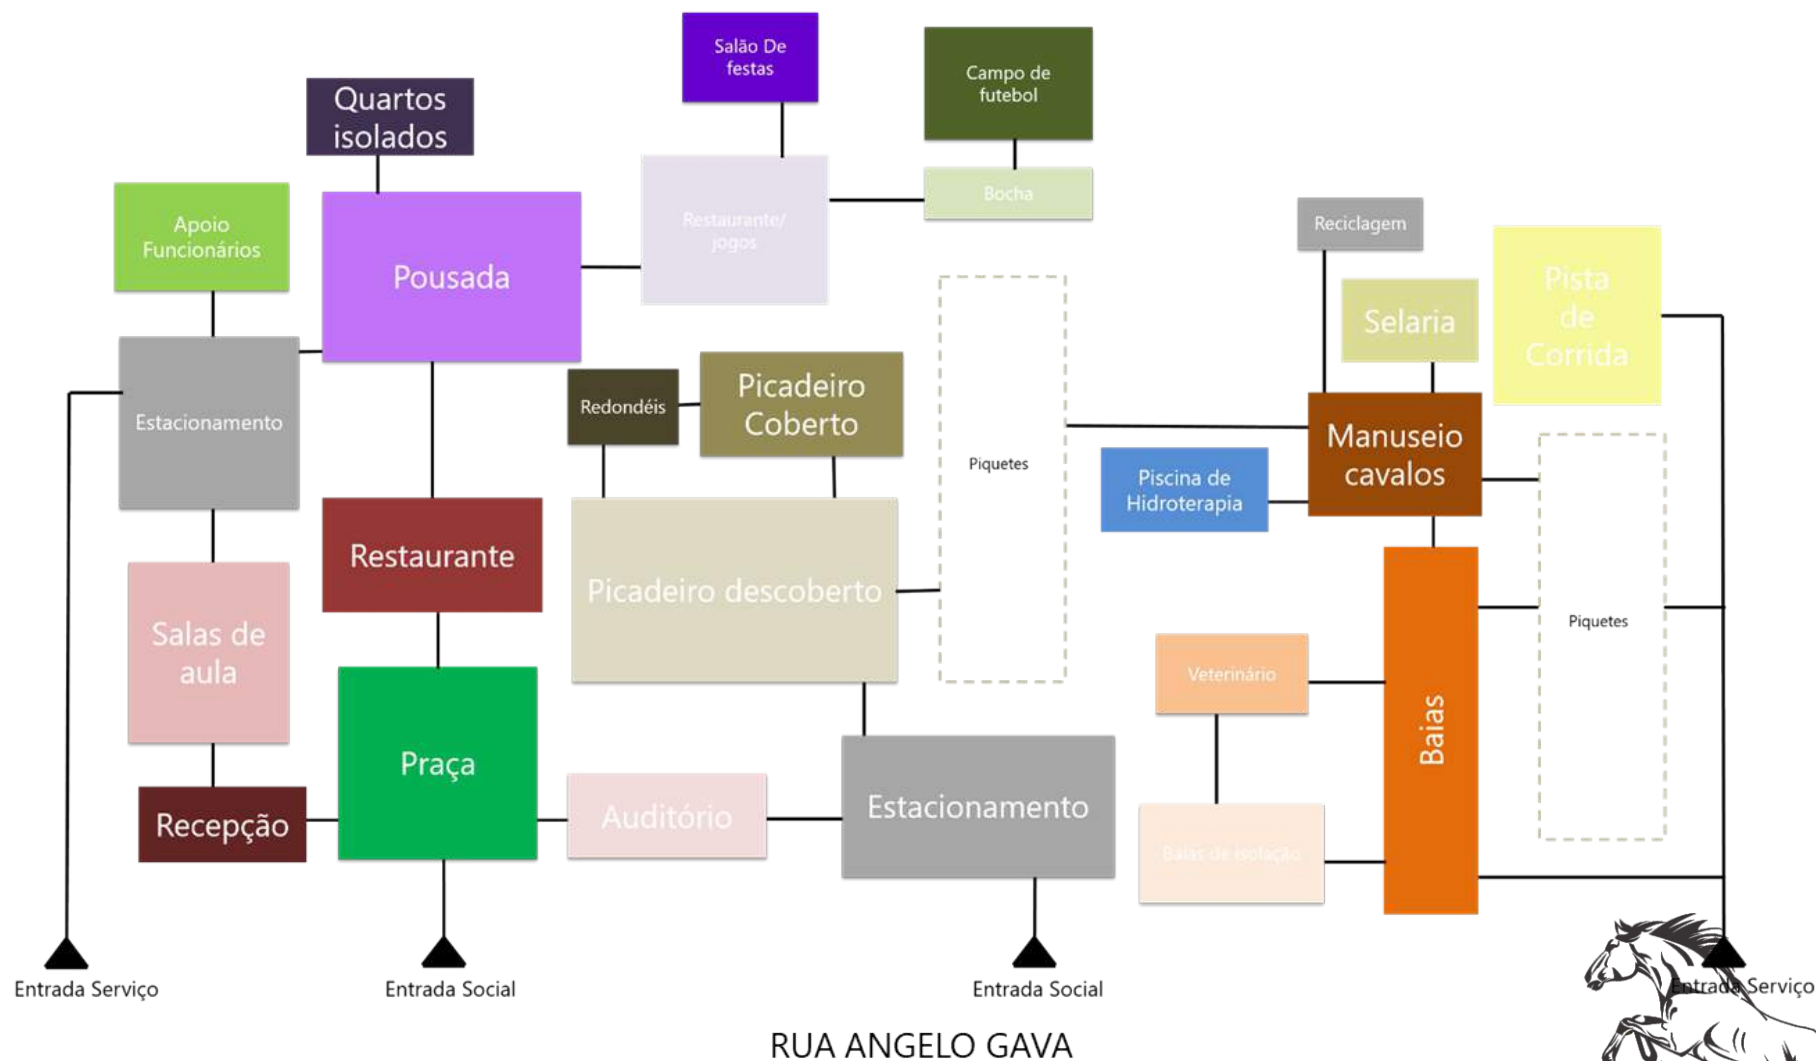 Salão De
festas
Campo de
futebol
Quartos
isolados
Bocha
Apoio
Funcionários
Restaurante/
jogos
Reciclagem
Pousada
Pista
de
Corrida
Selaria
Estacionamento
Redondéis
Picadeiro
Coberto
Piquetes
Manuseio
cavalos
Piscina de
Hidroterapia
Restaurante
Picadeiro descoberto
Piquetes
Salas de
aula
Veterinário
Baias
Praça
Estacionamento
Auditório
Recepção
Baias de isolação
Entrada Serviço
Entrada Social
Entrada Social
Entrada Serviço
RUA ANGELO GAVA